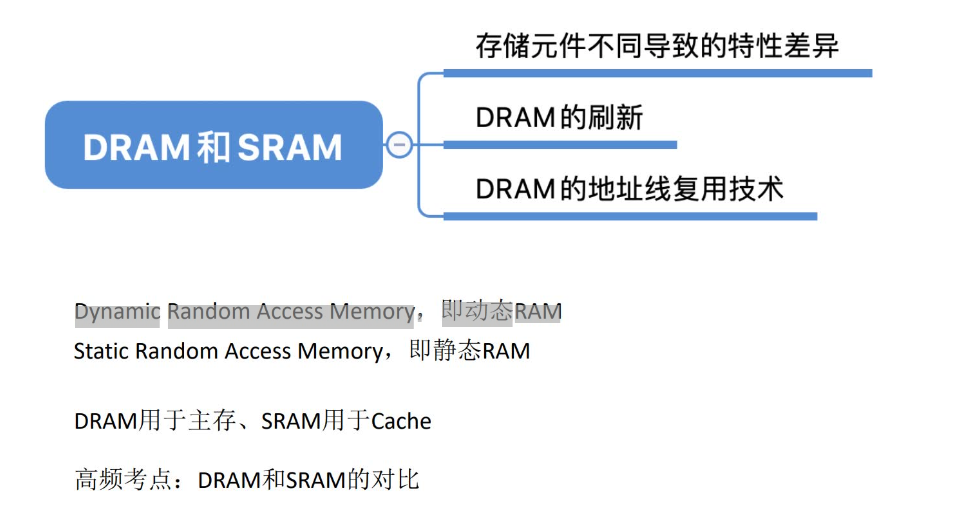 存储元件不同导致的特性差异
DRAM的刷新
DRAM和SRAM
DRAM的地址线复用技术
Dynamic Random Access Memory，即动态RAM
Static Random Access Memory，即静态RAM
DRAM用于主存、SRAM用于Cache
高频考点：DRAM和SRAM的对比